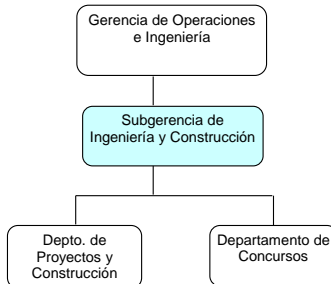 Gerencia de Operaciones
e Ingeniería
Subgerencia de
Ingeniería y Construcción
Depto. de
Proyectos y
Construcción
Departamento de
Concursos